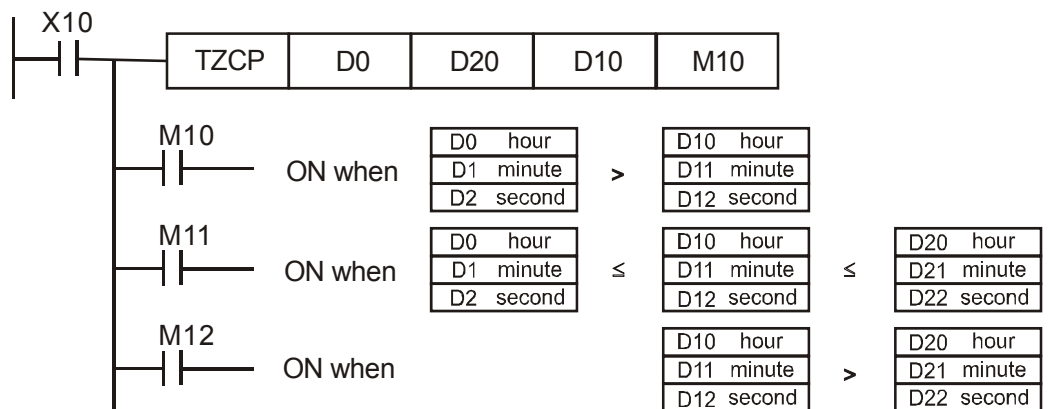 X10
TZCP D0 D20 D10 M10
M10
ON when
D0 hour
D1 minute
D2 second
>
D10 hour
D11 minute
D12 second
M11
ON when
D0 hour
D1 minute
D2 second
≤
D10 hour
D11 minute
D12 second
≤
D20 hour
D21 minute
D22 second
M12
ON when
D10 hour
D11 minute
D12 second
>
D20 hour
D21 minute
D22 second